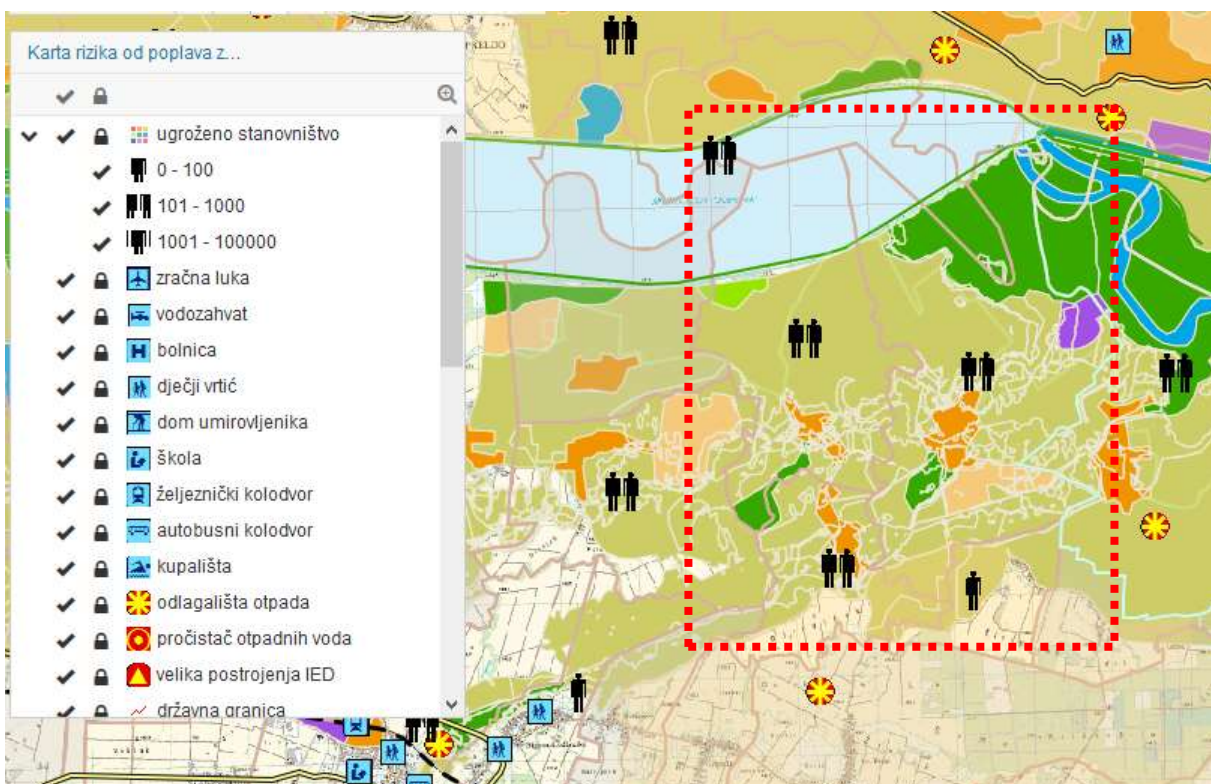 Karta rizika od poplava z...
ugroženo stanovništvo
0 - 100
101 - 1000
1001 - 100000
zračna luka
vodozahvat
bolnica
dječji vrtić
dom umirovljenika
škola
željeznički kolodvor
autobusni kolodvor
kupališta
odlagališta otpada
pročistač otpadnih voda
velika postrojenja IED
državna granica